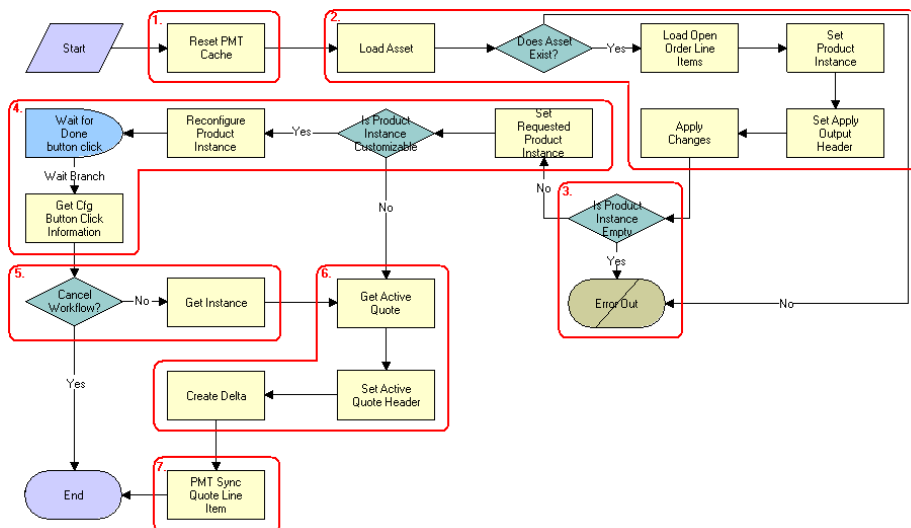 1.
Start
Reset PMT
Cache
2.
Load Asset
Does Asset
Exist?
Yes
Load Open
Order Line
Items
Set
Product
Instance
4.
Wait for
Done
button click
Reconfigure
Product
Instance
Yes
Is Product
Instance
Customizable
Set
Requested
Product
Instance
Apply
Changes
Set Apply
Output
Header
Wait Branch
Get Cfg
Button Click
Information
No
No
3.
Is Product
Instance
Empty
Yes
Error Out
No
5.
Cancel
Workflow?
No
Get Instance
6.
Get Active
Quote
Yes
Create Delta
Set Active
Quote Header
7.
End
PMT Sync
Quote Line
Item